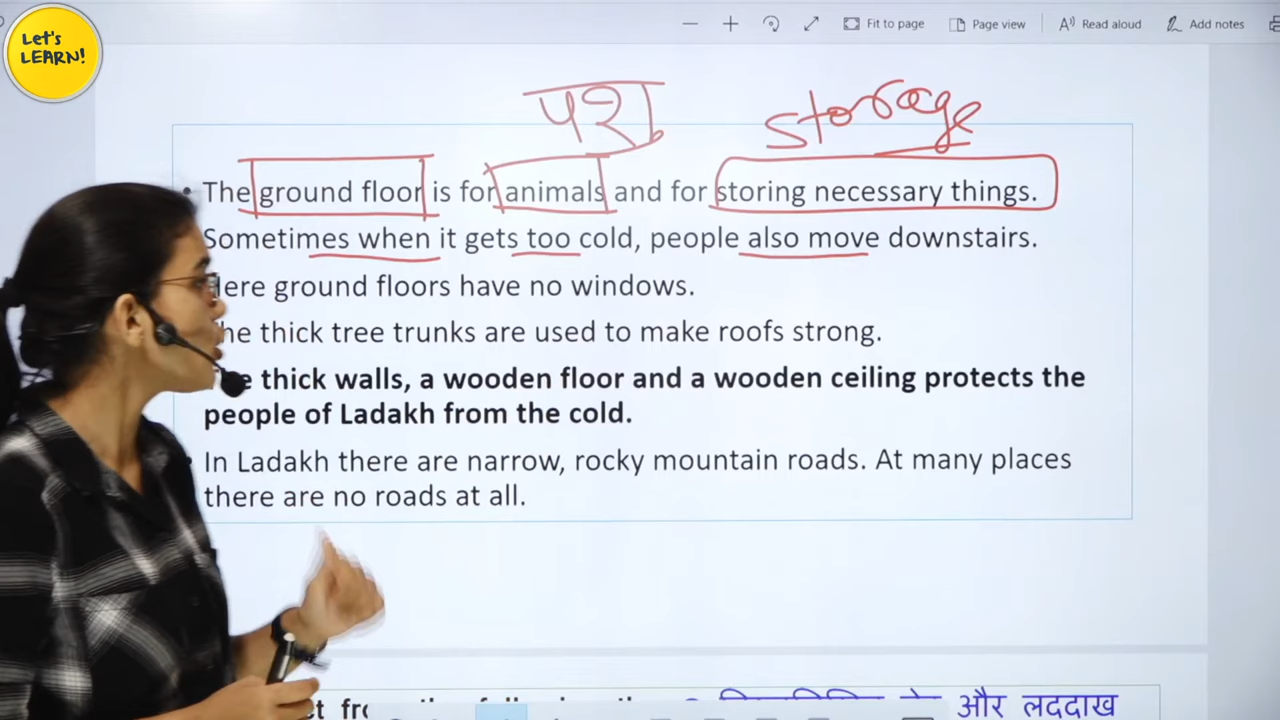 Let's
LEARN!
Fit to page
Page view
Read aloud
Add notes
पशु
storage
• The ground floor is for animals and for storing necessary things.
Sometimes when it gets too cold, people also move downstairs.
Here ground floors have no windows.
The thick tree trunks are used to make roofs strong.
thick walls, a wooden floor and a wooden ceiling protects the
people of Ladakh from the cold.
In Ladakh there are narrow, rocky mountain roads. At many places
there are no roads at all.
और लददाख